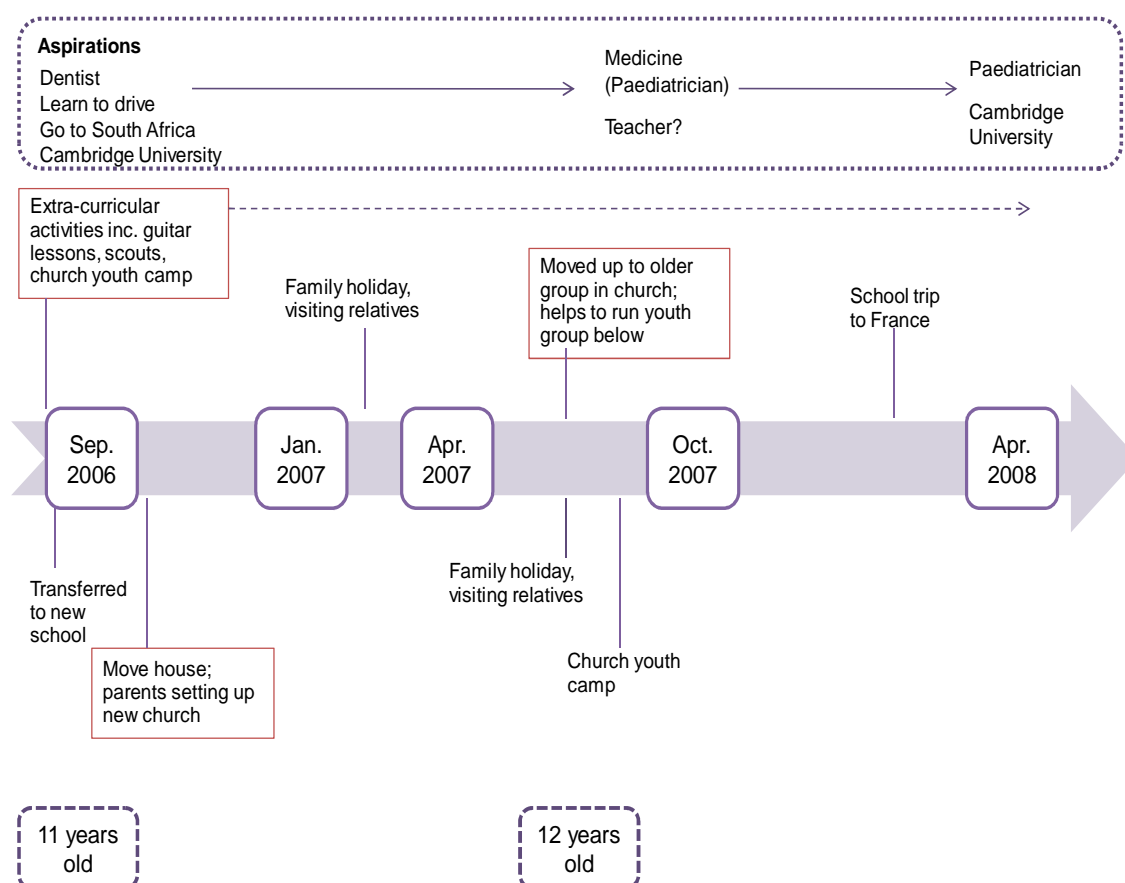 Aspirations
Dentist
Learn to drive
Go to South Africa
Cambridge University
Medicine
(Paediatrician)
Teacher?
Paediatrician
Cambridge
University
Extra-curricular
activities inc. guitar
lessons, scouts,
church youth camp
Family holiday,
visiting relatives
Moved up to older
group in church;
helps to run youth
group below
School trip
to France
Sep.
2006
Jan.
2007
Apr.
2007
Oct.
2007
Apr.
2008
Transferred
to new
school
Move house;
parents setting up
new church
Family holiday,
visiting relatives
Church youth
camp
11 years
old
12 years
old